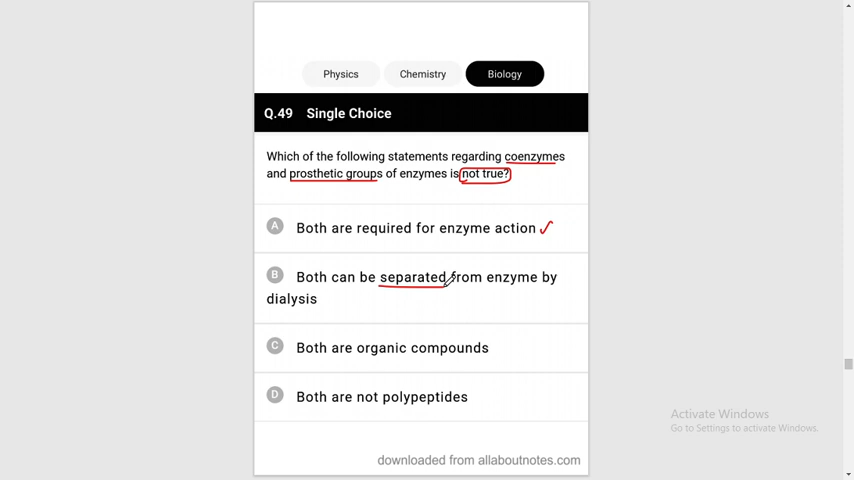 Physics
Chemistry
Biology
Q.49 Single Choice
Which of the following statements regarding coenzymes
and prosthetic groups of enzymes is not true?
A Both are required for enzyme action
B Both can be separated from enzyme by
dialysis
C Both are organic compounds
D Both are not polypeptides
Activate Windows
Go to Settings to activate Windows.
downloaded from allaboutnotes.com